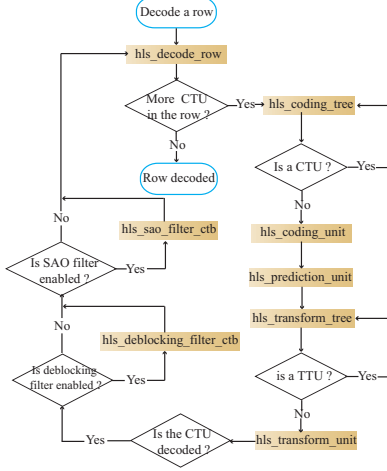 Decode a row
hls_decode_row
More CTU
in the row ?
Yes
hls_coding_tree
No
Row decoded
Is a CTU ?
Yes
No
hls_coding_unit
hls_prediction_unit
hls_transform_tree
is a TTU ?
Yes
No
hls_transform_unit
Is the CTU
decoded ?
Yes
Is deblocking
filter enabled ?
Yes
hls_deblocking_filter_ctb
No
Is SAO filter
enabled ?
Yes
hls_sao_filter_ctb
No